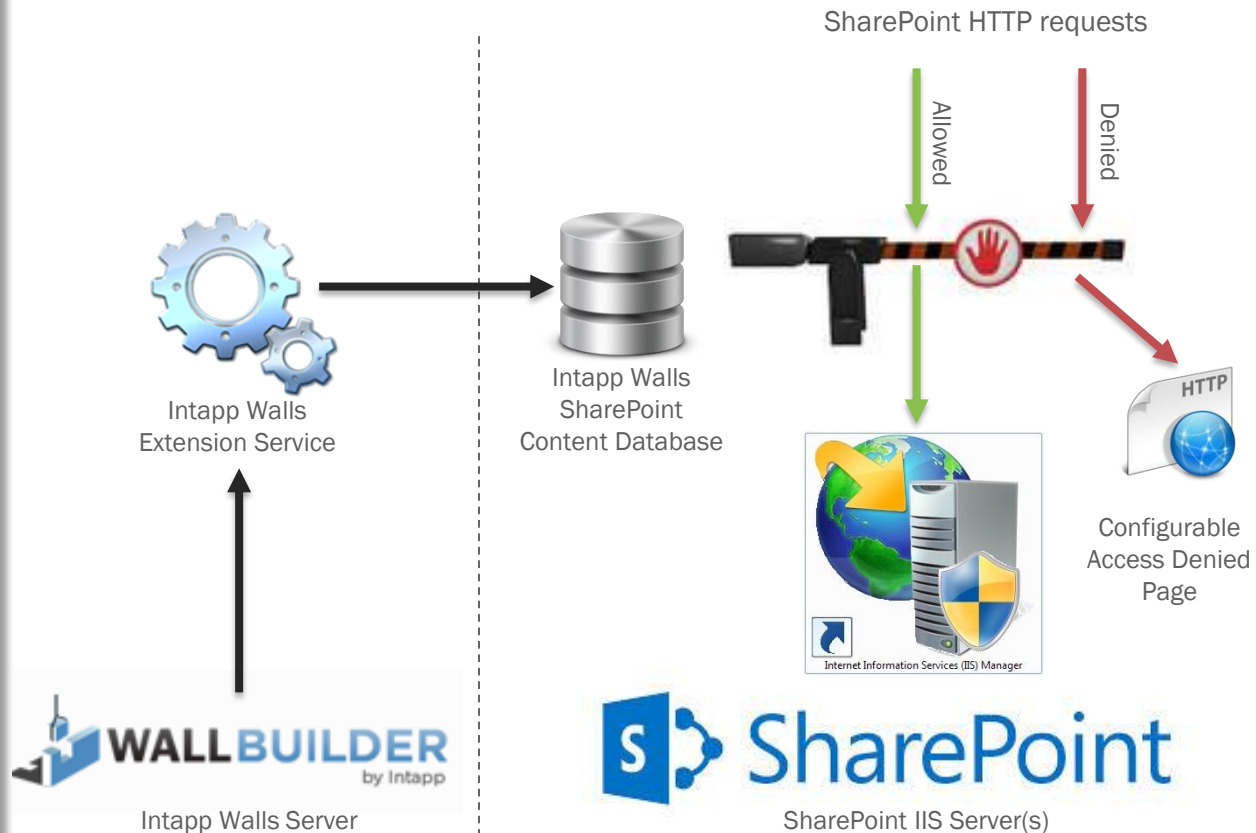 SharePoint HTTP requests
Allowed
Denied
HTTP
Intapp Walls
Extension Service
Intapp Walls
SharePoint
Content Database
Configurable
Access Denied
Page
Internet Information Services (IIS) Manager
WALLBUILDER
by Intapp
Intapp Walls Server
S
SharePoint
SharePoint IIS Server(s)